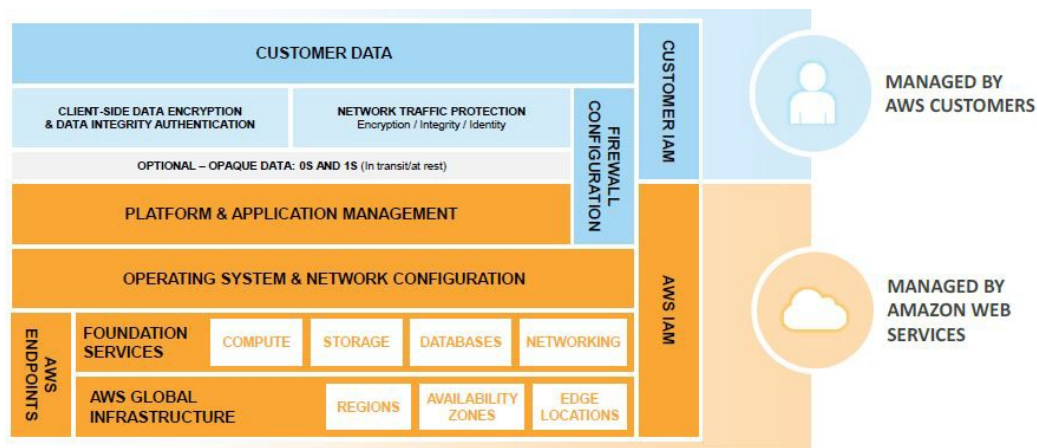 CUSTOMER DATA
CUSTOMER IAM
MANAGED BY
AWS CUSTOMERS
CLIENT-SIDE DATA ENCRYPTION
& DATA INTEGRITY AUTHENTICATION
NETWORK TRAFFIC PROTECTION
Encryption / Integrity / Identity
FIREWALL
CONFIGURATION
OPTIONAL – OPAQUE DATA: 0S AND 1S (In transit/at rest)
PLATFORM & APPLICATION MANAGEMENT
OPERATING SYSTEM & NETWORK CONFIGURATION
AWS IAM
MANAGED BY
AMAZON WEB
SERVICES
AWS
ENDPOINTS
FOUNDATION
SERVICES
COMPUTE
STORAGE
DATABASES
NETWORKING
AWS GLOBAL
INFRASTRUCTURE
REGIONS
AVAILABILITY
ZONES
EDGE
LOCATIONS